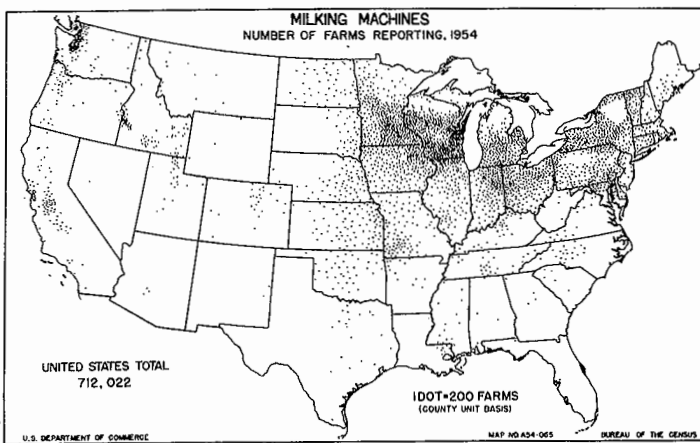 MILKING MACHINES
NUMBER OF FARMS REPORTING, 1954
UNITED STATES TOTAL
712, 022
1 DOT=200 FARMS
(COUNTY UNIT BASIS)
U.S. DEPARTMENT OF COMMERCE
MAP NO A54-065
BUREAU OF THE CENSUS